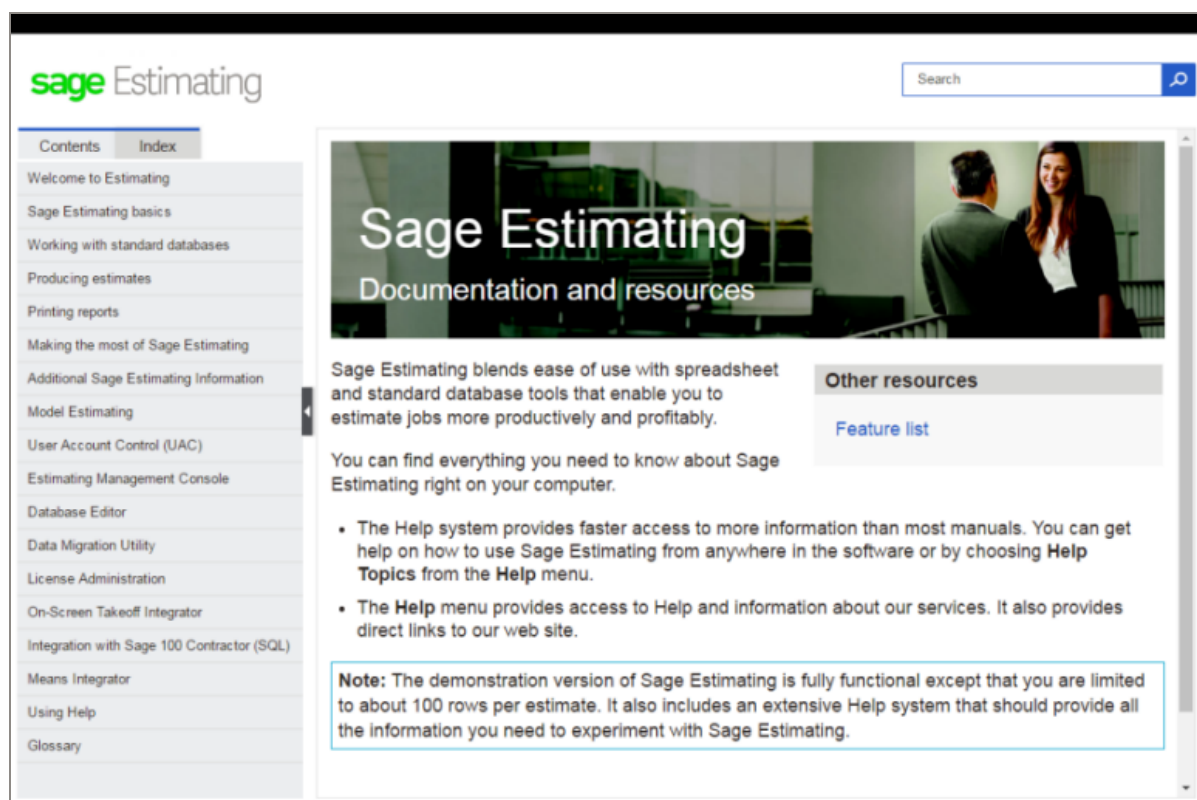 sage Estimating
Search
Contents
Index
Welcome to Estimating
Sage Estimating basics
Working with standard databases
Producing estimates
Printing reports
Making the most of Sage Estimating
Additional Sage Estimating Information
Model Estimating
User Account Control (UAC)
Estimating Management Console
Database Editor
Data Migration Utility
License Administration
On-Screen Takeoff Integrator
Integration with Sage 100 Contractor (SQL)
Means Integrator
Using Help
Glossary
Sage Estimating
Documentation and resources
Sage Estimating blends ease of use with spreadsheet
and standard database tools that enable you to
estimate jobs more productively and profitably.
You can find everything you need to know about Sage
Estimating right on your computer.
Other resources
Feature list
• The Help system provides faster access to more information than most manuals. You can get
help on how to use Sage Estimating from anywhere in the software or by choosing Help
Topics from the Help menu.
• The Help menu provides access to Help and information about our services. It also provides
direct links to our web site.
Note: The demonstration version of Sage Estimating is fully functional except that you are limited
to about 100 rows per estimate. It also includes an extensive Help system that should provide all
the information you need to experiment with Sage Estimating.